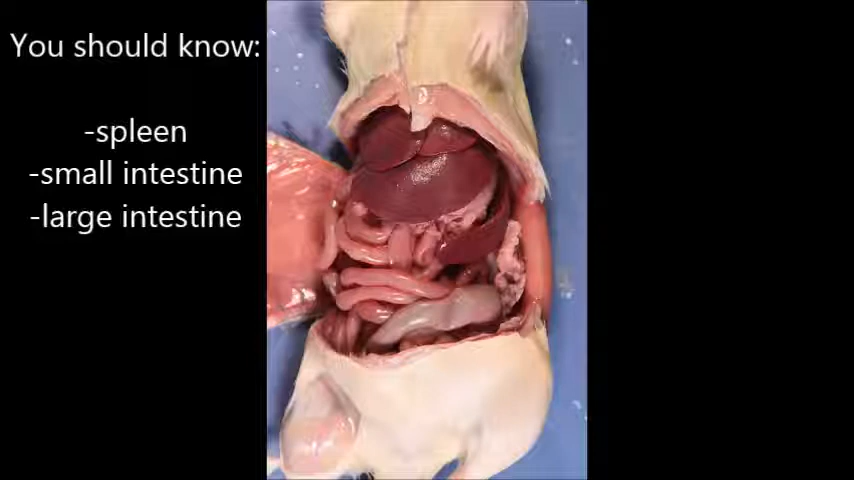 You should know:
-spleen
-small intestine
-large intestine